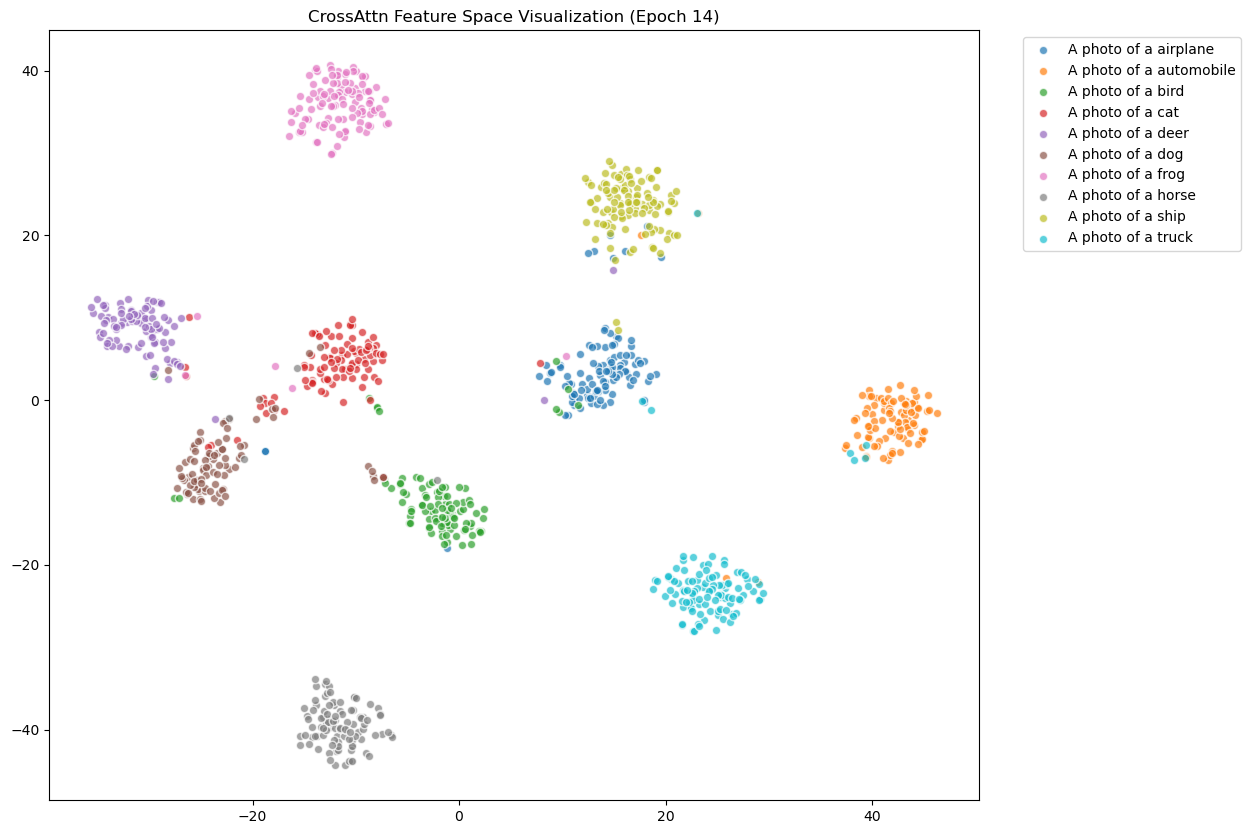 CrossAttn Feature Space Visualization (Epoch 14)
A photo of a airplane
A photo of a automobile
A photo of a bird
A photo of a cat
A photo of a deer
A photo of a dog
A photo of a frog
A photo of a horse
A photo of a ship
A photo of a truck
40
20
0
−20
−40
−20
0
20
40